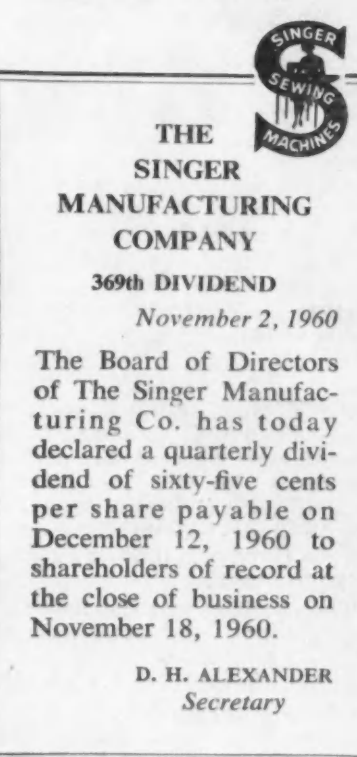 SINGER
SEWING
MACHINES
THE
SINGER
MANUFACTURING
COMPANY
369th DIVIDEND
November 2, 1960
The Board of Directors
of The Singer Manufac-
turing Co. has today
declared a quarterly divi-
dend of sixty-five cents
per share payable on
December 12, 1960 to
shareholders of record at
the close of business on
November 18, 1960.
D. H. ALEXANDER
Secretary